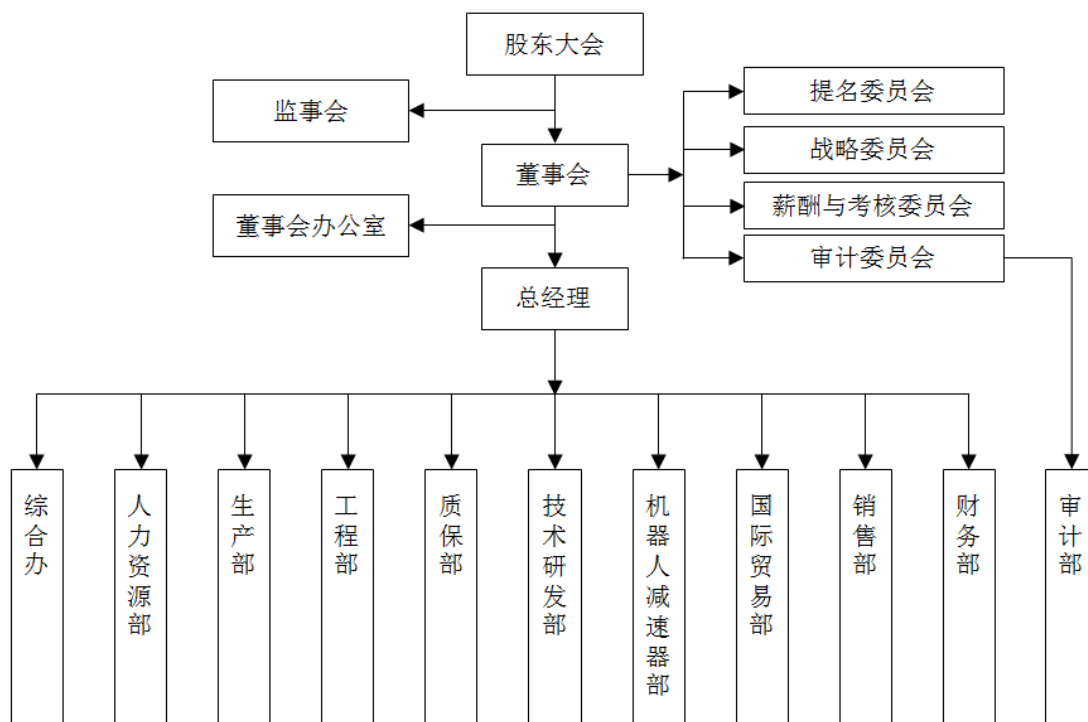 股东大会
监事会
提名委员会
战略委员会
董事会
薪酬与考核委员会
董事会办公室
审计委员会
总经理
综合办
人力资源部
生产部
工程部
质保部
技术研发部
机器人减速器部
国际贸易部
销售部
财务部
审计部